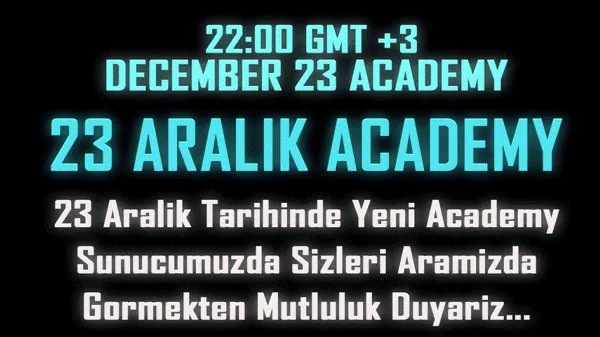 22:00 GMT +3
DECEMBER 23 ACADEMY
23 ARALIK ACADEMY
23 Aralik Tarihinde Yeni Academy
Sunucumuzda Sizleri Aramizda
Gormekten Mutluluk Duyariz...